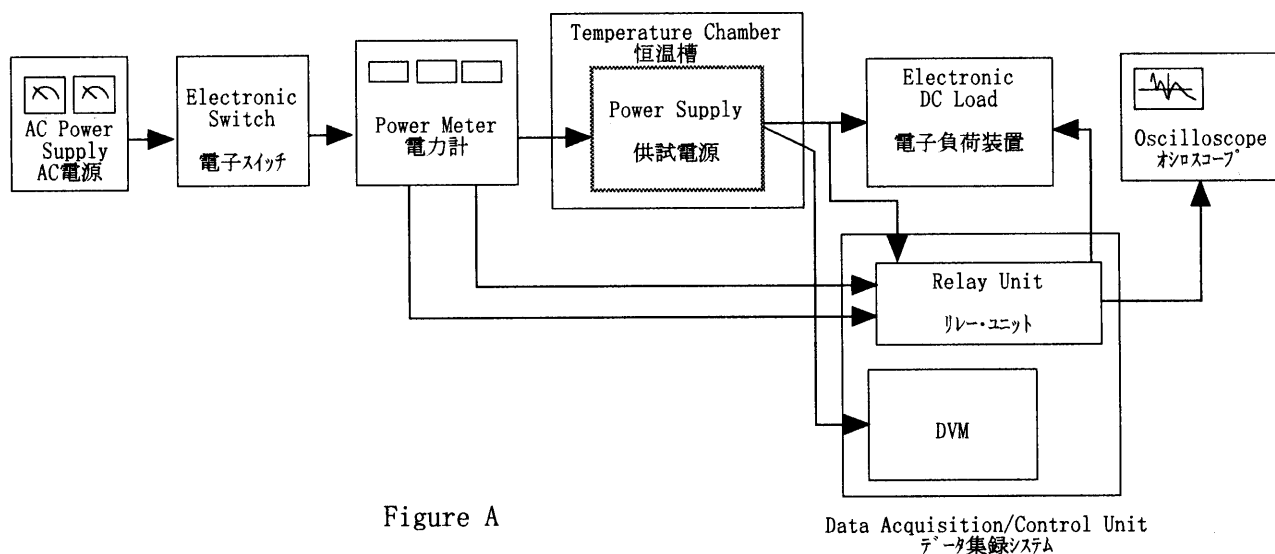 AC Power
Supply
AC電源
Electronic
Switch
電子スイッチ
Power Meter
電力計
Temperature Chamber
恒温槽
Power Supply
供試電源
Electronic
DC Load
電子負荷装置
Oscilloscope
ｵｼﾛｽｺｰﾌﾟ
Relay Unit
ﾘﾚｰ・ﾕﾆｯﾄ
DVM
Data Acquisition/Control Unit
ﾃﾞｰﾀ集録ｼｽﾃﾑ
Figure A